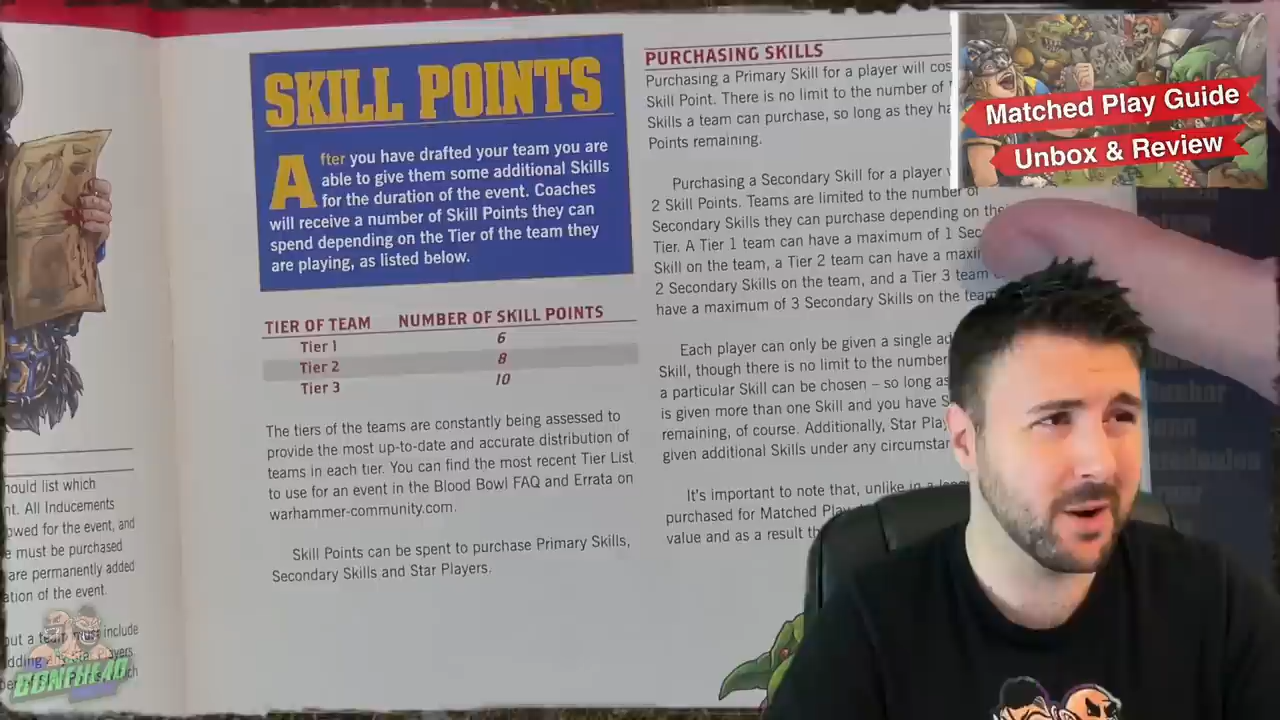 SKILL POINTS
After you have drafted your team you are
able to give them some additional Skills
for the duration of the event. Coaches
will receive a number of Skill Points they can
spend depending on the Tier of the team they
are playing, as listed below.
TIER OF TEAM NUMBER OF SKILL POINTS
Tier 1 6
Tier 2 8
Tier 3 10
The tiers of the teams are constantly being assessed to
provide the most up-to-date and accurate distribution of
teams in each tier. You can find the most recent Tier List
to use for an event in the Blood Bowl FAQ and Errata on
warhammer-community.com.
Skill Points can be spent to purchase Primary Skills,
Secondary Skills and Star Players.
PURCHASING SKILLS
Purchasing a Primary Skill for a player will cos
Skill Point. There is no limit to the number of
Skills a team can purchase, so long as they ha
Points remaining.
Purchasing a Secondary Skill for a player
2 Skill Points. Teams are limited to the number of
Secondary Skills they can purchase depending on the
Tier. A Tier 1 team can have a maximum of 1 Sec
Skill on the team, a Tier 2 team can have a maxi
2 Secondary Skills on the team, and a Tier 3 team
have a maximum of 3 Secondary Skills on the team
Each player can only be given a single ad
Skill, though there is no limit to the number
a particular Skill can be chosen – so long as
is given more than one Skill and you have S
remaining, of course. Additionally, Star Play
given additional Skills under any circumstan
It's important to note that, unlike in a
purchased for Matched Play
value and as a result
Matched Play Guide
Unbox & Review
hould list which
nt. All Inducements
owed for the event, and
e must be purchased
are permanently added
ation of the event.
out a team must include
Players
BONEHEAD